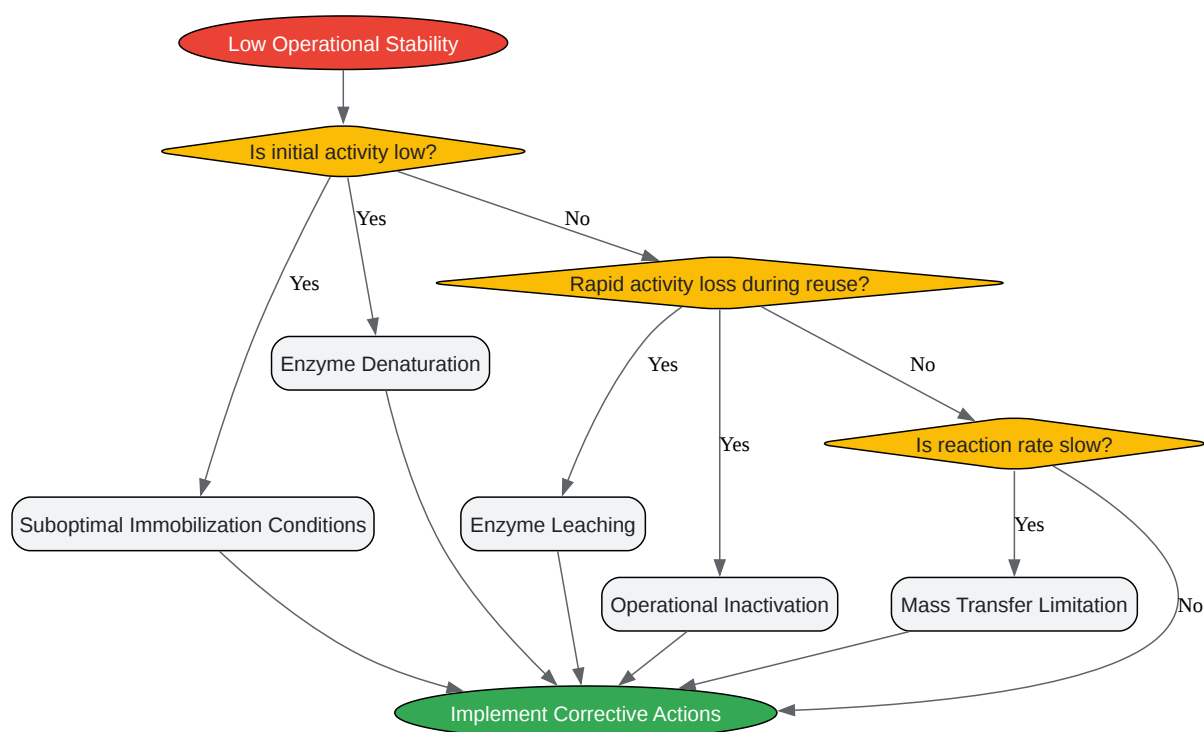 Low Operational Stability
Is initial activity low?
Yes
No
Yes
Rapid activity loss during reuse?
Enzyme Denaturation
Yes
No
Yes
Is reaction rate slow?
Suboptimal Immobilization Conditions
Enzyme Leaching
Yes
Operational Inactivation
Mass Transfer Limitation
No
Implement Corrective Actions